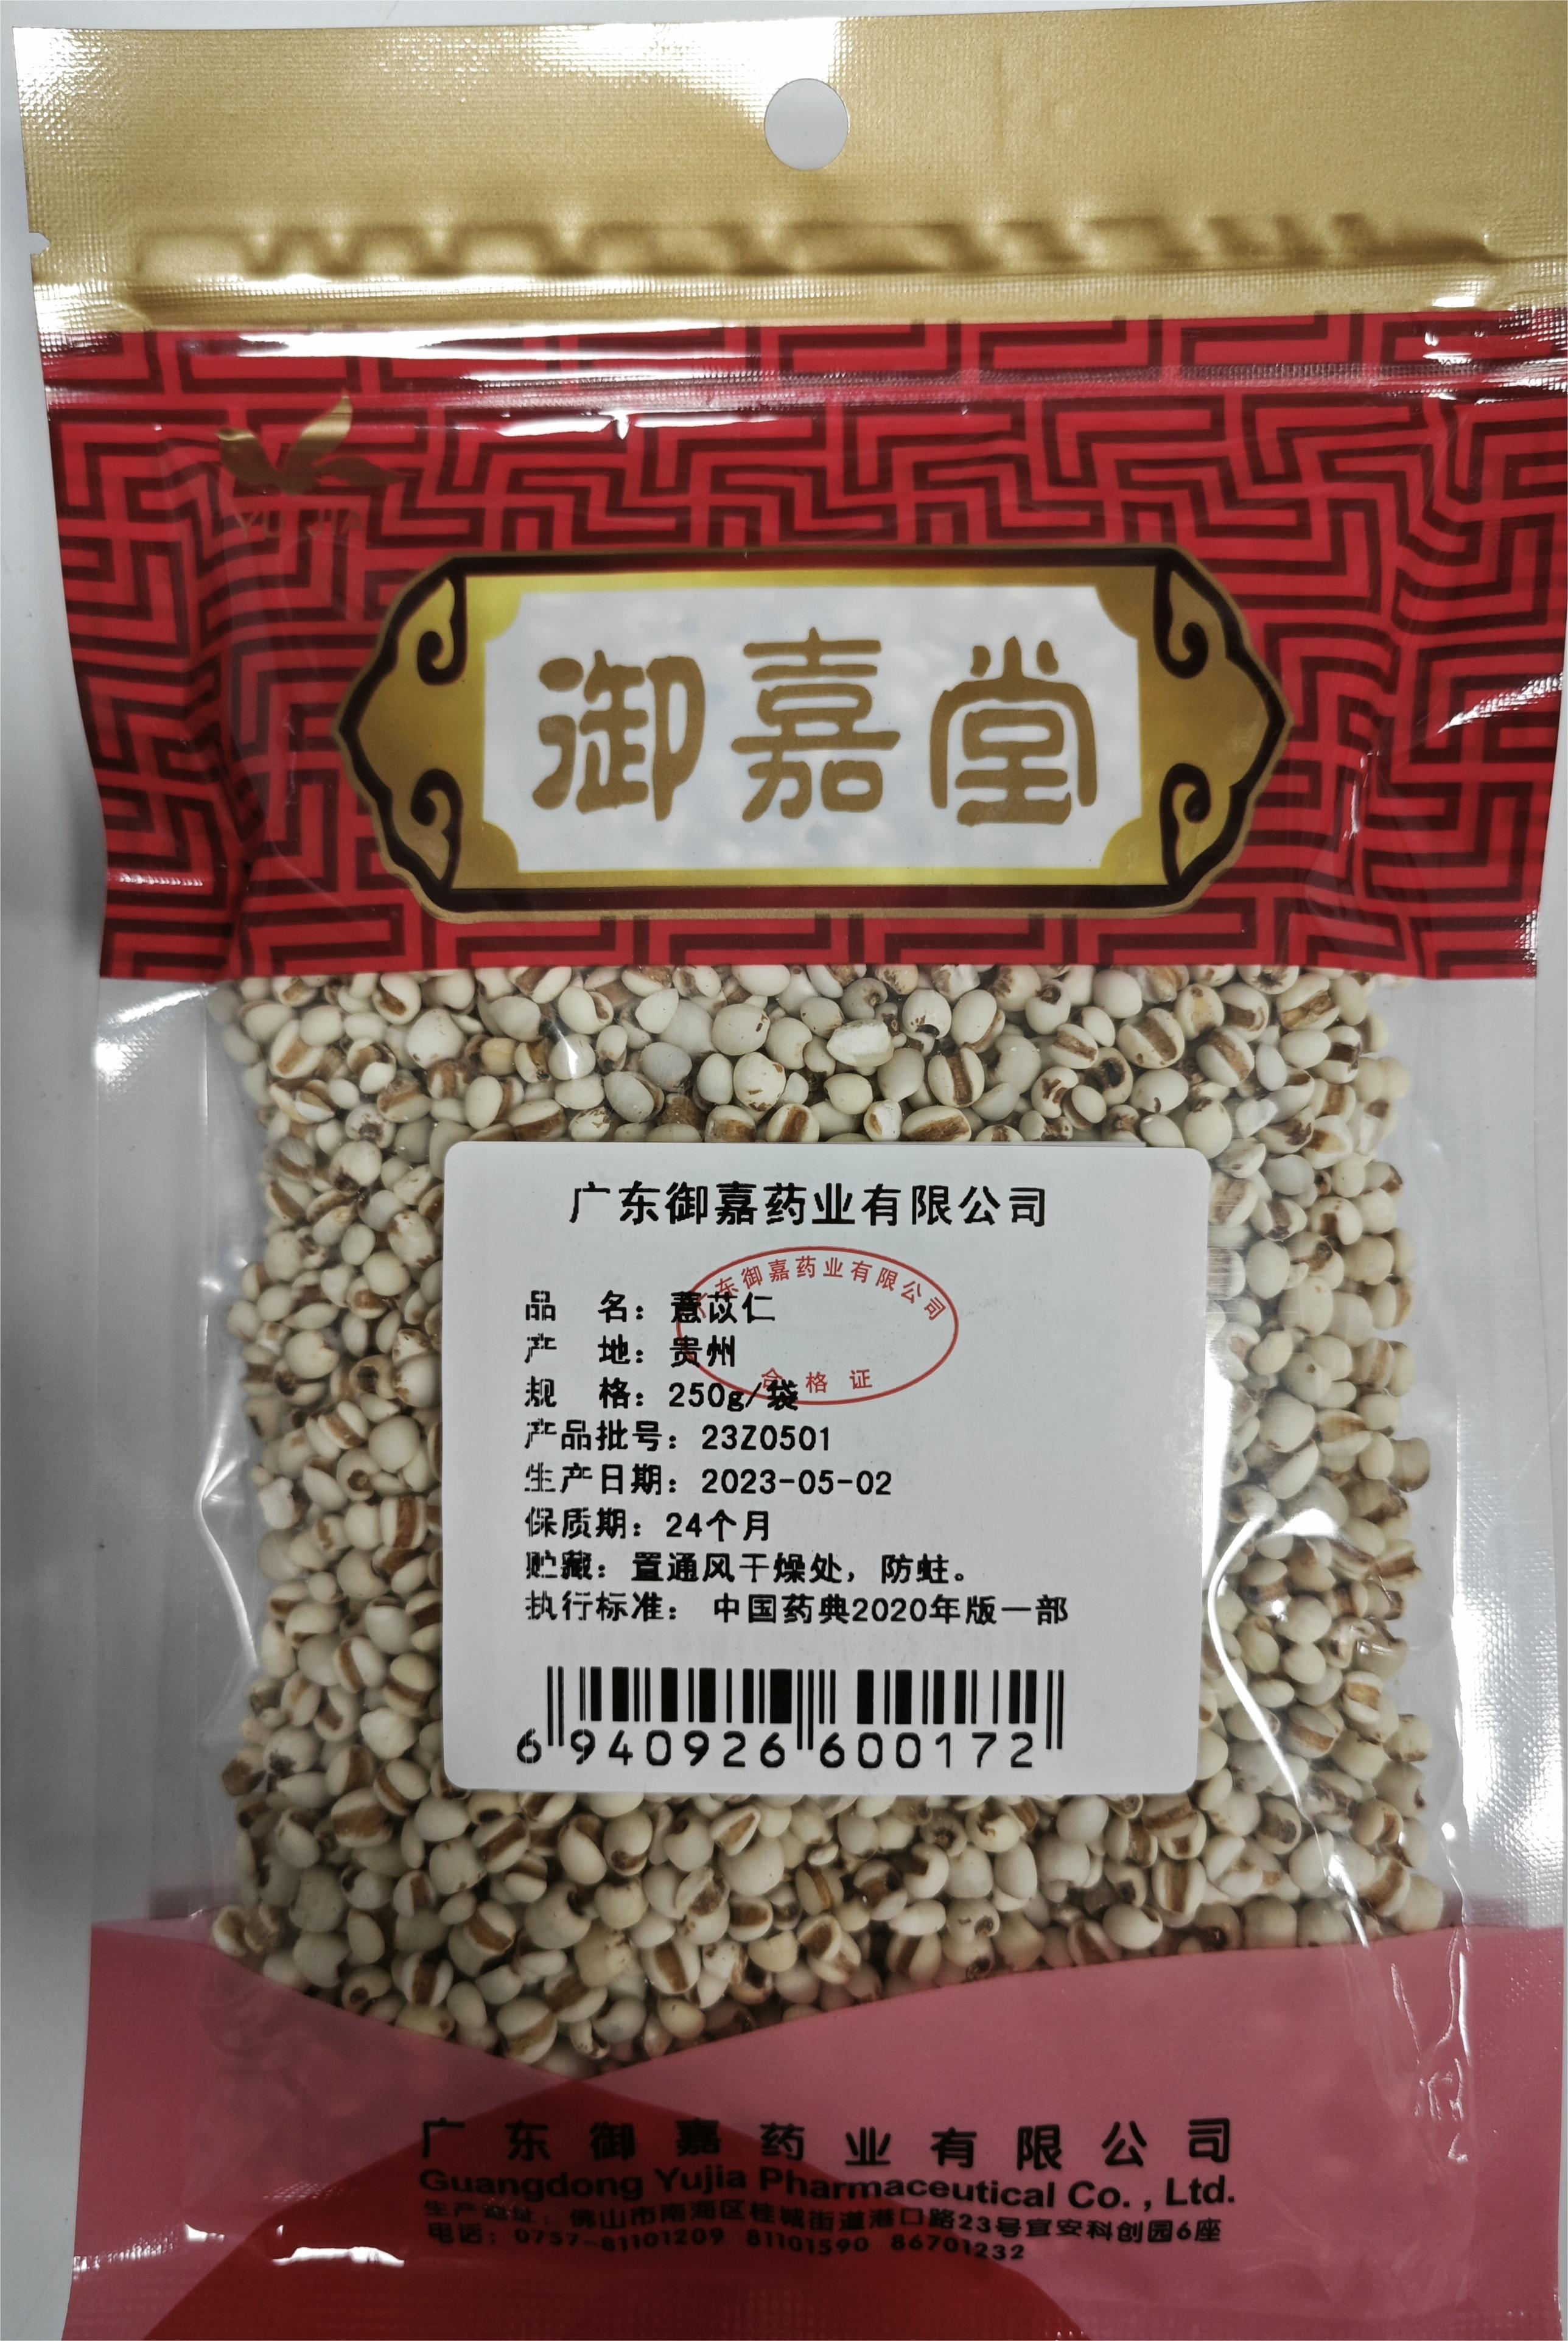 YU JIA
御嘉堂
广东御嘉药业有限公司
广东御嘉药业有限公司
合格证
品 名：薏苡仁
产 地：贵州
规 格：250g/袋
产品批号：23Z0501
生产日期：2023-05-02
保质期：24个月
贮藏：置通风干燥处，防蛀。
执行标准： 中国药典2020年版一部
6 940926 600172
广东御嘉药业有限公司
Guangdong Yujia Pharmaceutical Co. , Ltd.
生产地址：佛山市南海区桂城街道港口路23号宜安科创园6座
电话：0757-81101209 81101590 86701232